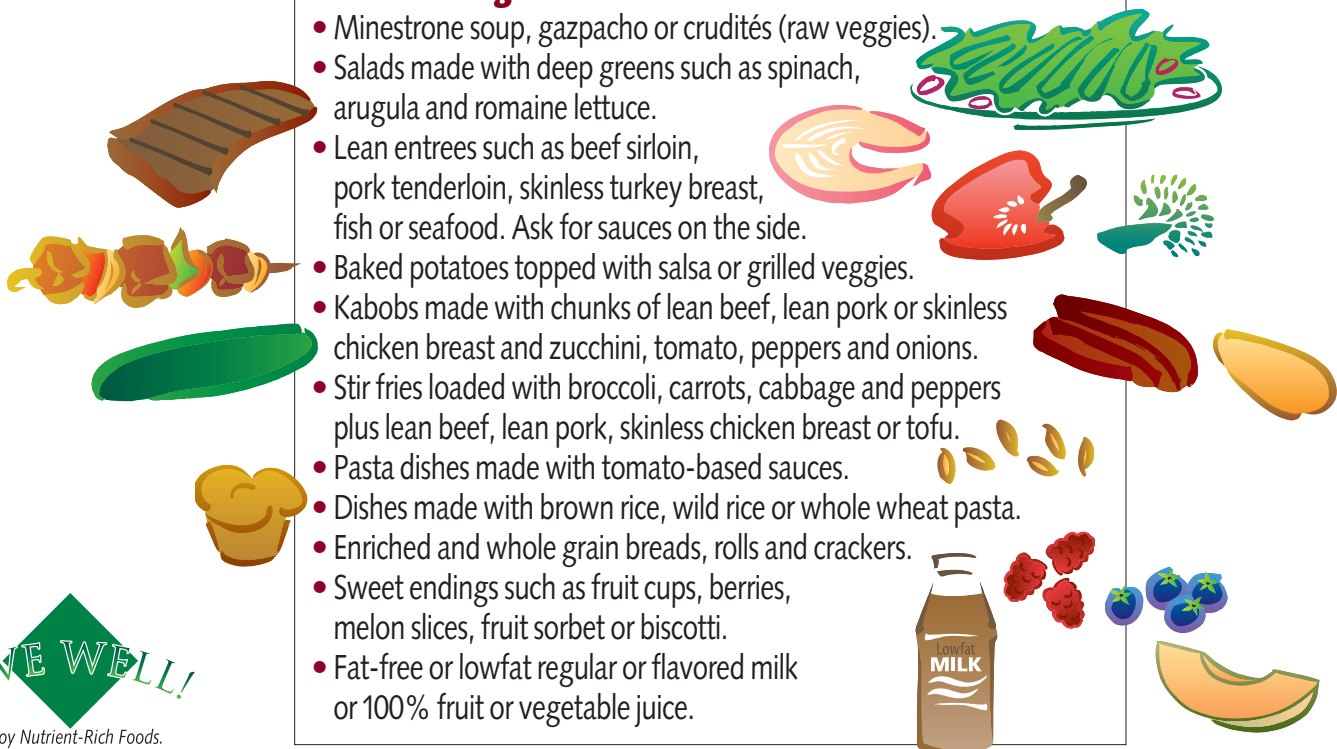 • Minestrone soup, gazpacho or crudités (raw veggies).
• Salads made with deep greens such as spinach,
arugula and romaine lettuce.
• Lean entrees such as beef sirloin,
pork tenderloin, skinless turkey breast,
fish or seafood. Ask for sauces on the side.
• Baked potatoes topped with salsa or grilled veggies.
• Kabobs made with chunks of lean beef, lean pork or skinless
chicken breast and zucchini, tomato, peppers and onions.
• Stir fries loaded with broccoli, carrots, cabbage and peppers
plus lean beef, lean pork, skinless chicken breast or tofu.
• Pasta dishes made with tomato-based sauces.
• Dishes made with brown rice, wild rice or whole wheat pasta.
• Enriched and whole grain breads, rolls and crackers.
• Sweet endings such as fruit cups, berries,
melon slices, fruit sorbet or biscotti.
• Fat-free or lowfat regular or flavored milk
or 100% fruit or vegetable juice.
Lowfat
MILK
VE WELL!
oy Nutrient-Rich Foods.